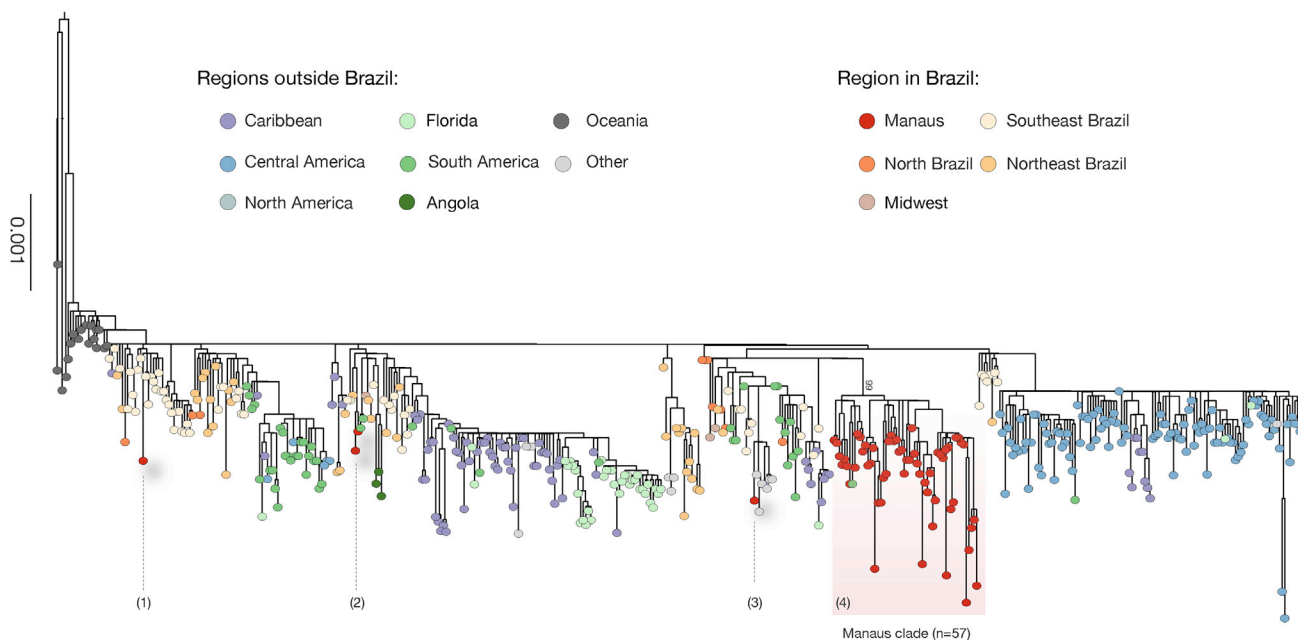 Regions outside Brazil:
Caribbean
Florida
Oceania
Central America
South America
Other
North America
Angola
Region in Brazil:
Manaus
Southeast Brazil
North Brazil
Northeast Brazil
Midwest
0.001
99
(1)
(2)
(3)
(4)
Manaus clade (n=57)